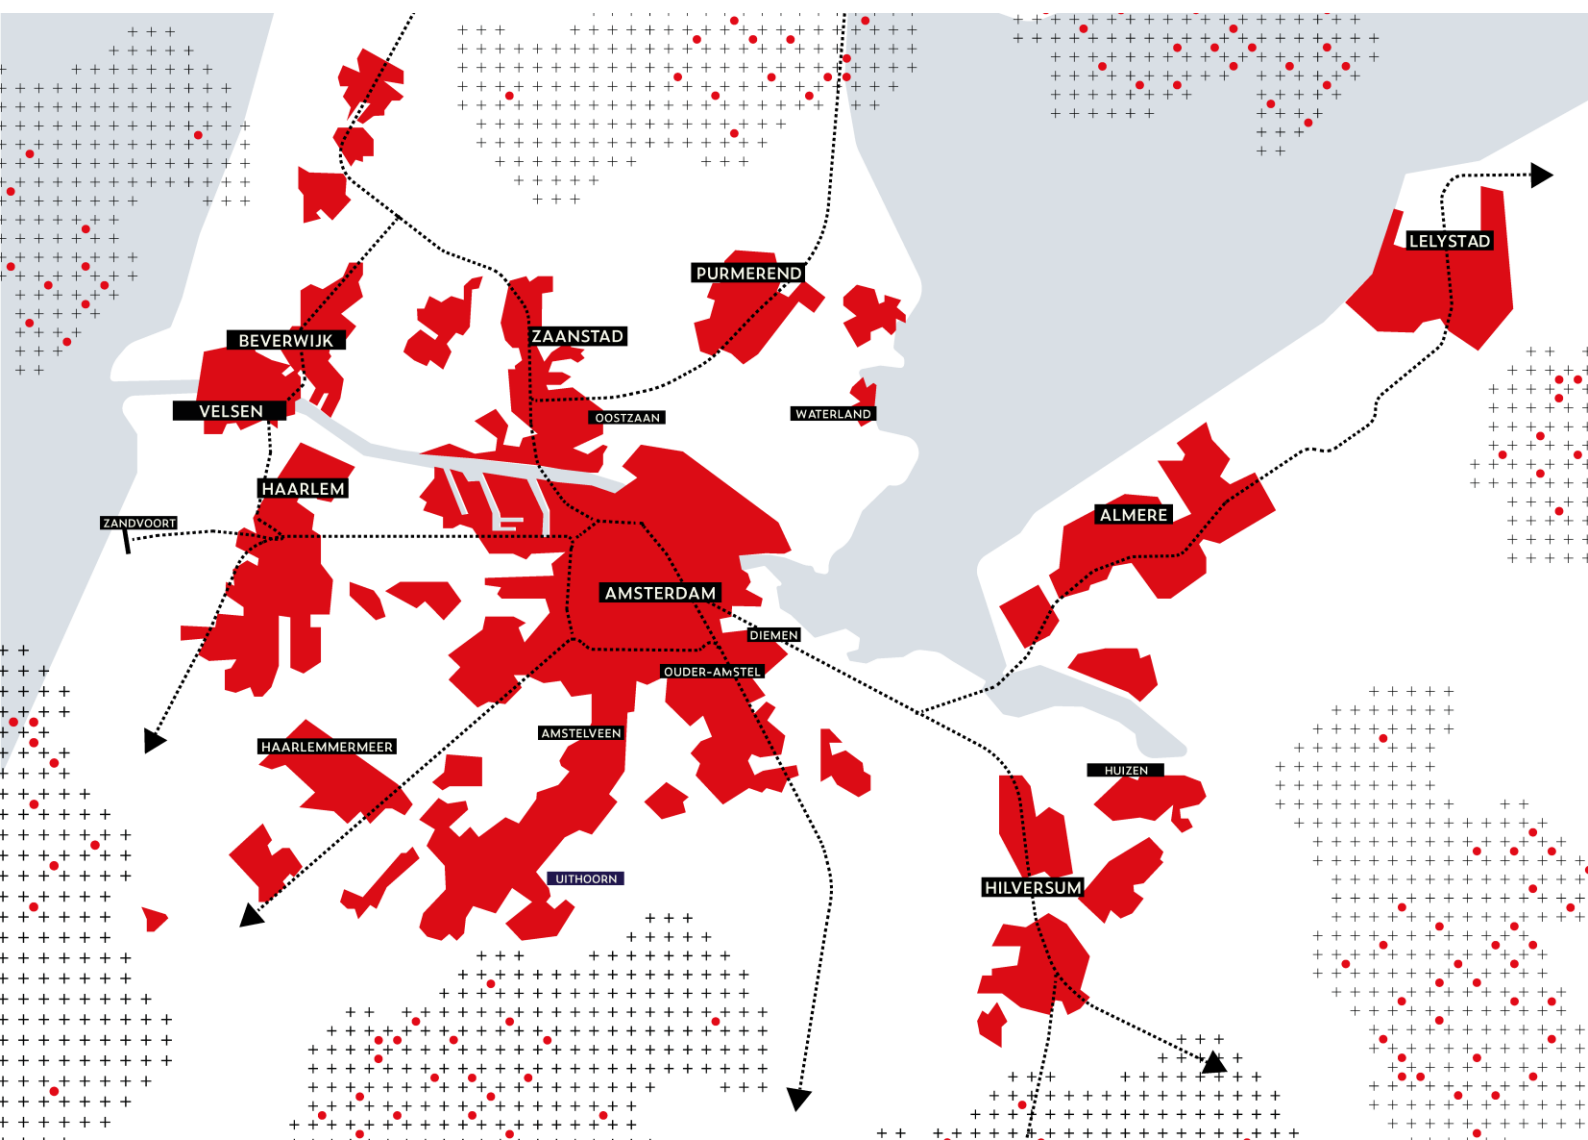 LELYSTAD
PURMEREND
ZAANSTAD
BEVERWIJK
VELSEN
OOSTZAAN
WATERLAND
HAARLEM
ALMERE
ZANDVOORT
AMSTERDAM
DIEMEN
OUDER-AMSTEL
AMSTELVEEN
HAARLEMMERMEER
HUIZEN
UITHOORN
HILVERSUM